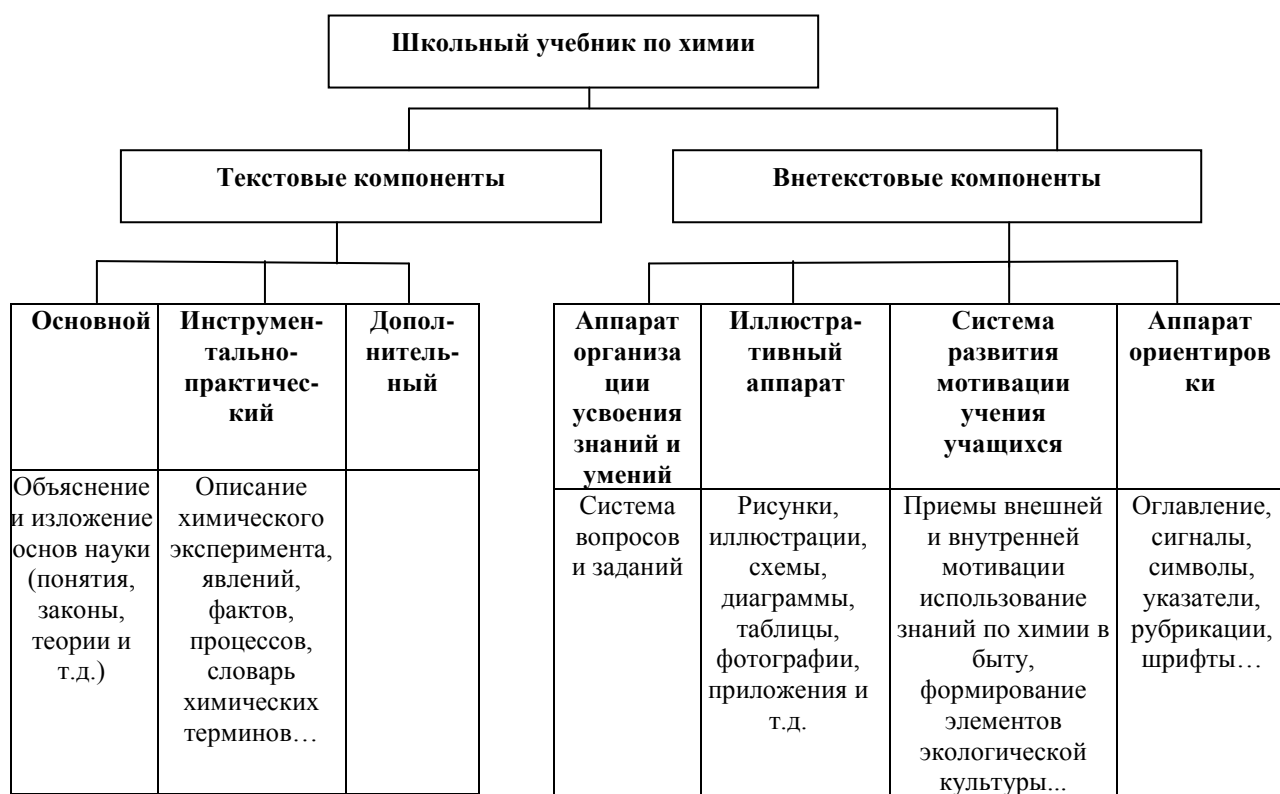 Школьный учебник по химии
Текстовые компоненты
Внетекстовые компоненты
Основной
Инструмен-
тально-
практичес-
кий
Допол-
нитель-
ный
Объяснение
и изложение
основ науки
(понятия,
законы,
теории и
т.д.)
Описание
химического
эксперимента,
явлений,
фактов,
процессов,
словарь
химических
терминов…
Аппарат
организа
ции
усвоения
знаний и
умений
Иллюстра-
тивный
аппарат
Система
развития
мотивации
учения
учащихся
Аппарат
ориентиров
ки
Система
вопросов
и заданий
Рисунки,
иллюстрации,
схемы,
диаграммы,
таблицы,
фотографии,
приложения и
т.д.
Приемы внешней
и внутренней
мотивации
использование
знаний по химии в
быту,
формирование
элементов
экологической
культуры...
Оглавление,
сигналы,
символы,
указатели,
рубрикации,
шрифты…